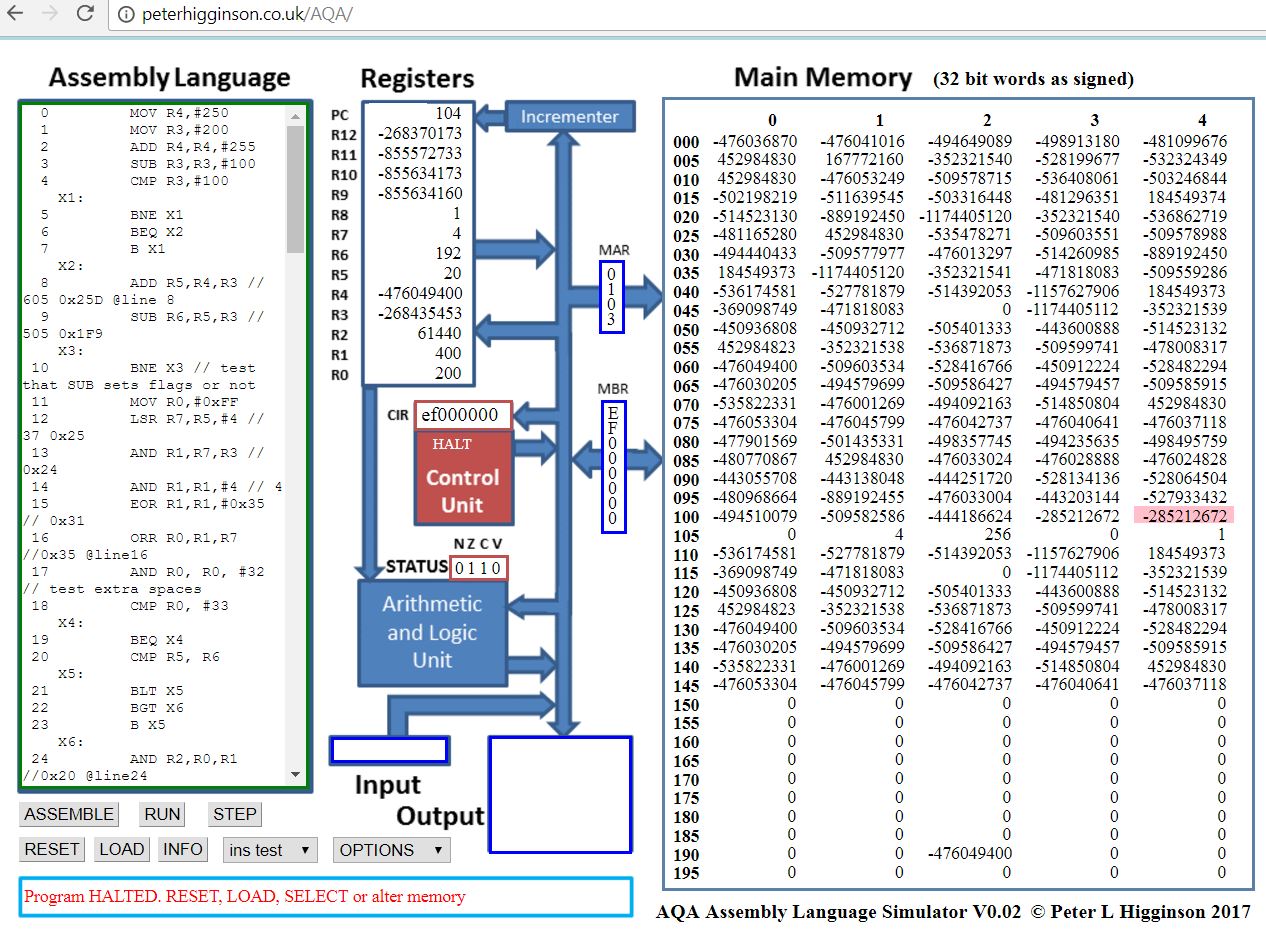 peterhigginson.co.uk/AQA/
Assembly Language
0 MOV R4,#250
1 MOV R3,#200
2 ADD R4,R4,#255
3 SUB R3,R3,#100
4 CMP R3,#100
X1:
5 BNE X1
6 BEQ X2
7 B X1
X2:
8 ADD R5,R4,R3 //
605 0x25D @line 8
9 SUB R6,R5,R3 //
505 0x1F9
X3:
10 BNE X3 // test
that SUB sets flags or not
11 MOV R0,#0xFF
12 LSR R7,R5,#4 //
37 0x25
13 AND R1,R7,R3 //
0x24
14 AND R1,R1,#4 // 4
15 EOR R1,R1,#0x35
// 0x31
16 ORR R0,R1,R7
//0x35 @line16
17 AND R0, R0, #32
// test extra spaces
18 CMP R0, #33
X4:
19 BEQ X4
20 CMP R5, R6
X5:
21 BLT X5
22 BGT X6
23 B X5
X6:
24 AND R2,R0,R1
//0x20 @line24
ASSEMBLE RUN STEP
RESET LOAD INFO ins test OPTIONS
Program HALTED. RESET, LOAD, SELECT or alter memory
Registers
PC 104
R12 -268370173
R11 -855572733
R10 -855634173
R9 -855634160
R8 1
R7 4
R6 192
R5 20
R4 -476049400
R3 -268435453
R2 61440
R1 400
R0 200
Incrementer
MAR
0103
MBR
EF000000
CIR ef000000
HALT
Control
Unit
N Z C V
STATUS 0 1 1 0
Arithmetic
and Logic
Unit
Input
Output
Main Memory (32 bit words as signed)
0 1 2 3 4
000 -476036870 -476041016 -494649089 -498913180 -481099676
005 452984830 167772160 -352321540 -528199677 -532324349
010 452984830 -476053249 -509578715 -536408061 -503246844
015 -502198219 -511639545 -503316448 -481296351 184549374
020 -514523130 -889192450 -1174405120 -352321540 -536862719
025 -481165280 452984830 -535478271 -509603551 -509578988
030 -494440433 -509577977 -476013297 -514260985 -889192450
035 184549373 -1174405120 -352321541 -471818083 -509559286
040 -536174581 -527781879 -514392053 -1157627906 184549374
045 -369098749 -471818083 0 -1174405112 -352321539
050 -450936808 -450932712 -505401333 -443600888 -514523132
055 452984823 -352321538 -536871873 -509599741 -478008317
060 -476049400 -509603534 -528416766 -450912224 -528482294
065 -476030205 -494579699 -509586427 -494579457 -509585915
070 -535822331 -476001269 -494092163 -514850804 452984830
075 -476053304 -476045799 -476042737 -476040641 -476037118
080 -477901569 -501435331 -498357745 -494235635 -498495759
085 -480770867 452984830 -476033024 -476028888 -476024828
090 -443055708 -443138048 -444251720 -528134136 -528064504
095 -480968664 -889192455 -476033004 -443203144 -527933432
100 -494510079 -509582586 -444186624 -285212672 -285212672
105 0 4 256 0 1
110 -536174581 -527781879 -514392053 -1157627906 184549374
115 -369098749 -471818083 0 -1174405112 -352321539
120 -450936808 -450932712 -505401333 -443600888 -514523132
125 452984823 -352321538 -536871873 -509599741 -478008317
130 -476049400 -509603534 -528416766 -450912224 -528482294
135 -476030205 -494579699 -509586427 -494579457 -509585915
140 -535822331 -476001269 -494092163 -514850804 452984830
145 -476053304 -476045799 -476042737 -476040641 -476037118
150 0 0 0 0 0
155 0 0 0 0 0
160 0 0 0 0 0
165 0 0 0 0 0
170 0 0 0 0 0
175 0 0 0 0 0
180 0 0 0 0 0
185 0 0 0 0 0
190 0 0 -476049400 0 0
195 0 0 0 0 0
AQA Assembly Language Simulator V0.02 © Peter L Higginson 2017